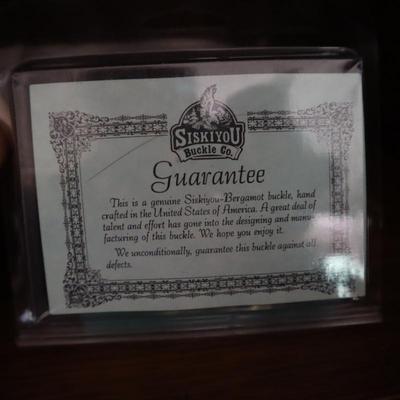 SISKIYOU
Buckle Co.
Guarantee
This is a genuine Siskiyou-Bergamot buckle, hand
crafted in the United States of America. A great deal of
talent and effort has gone into the designing and manu-
facturing of this buckle. We hope you enjoy it.
We unconditionally, guarantee this buckle against all
defects.